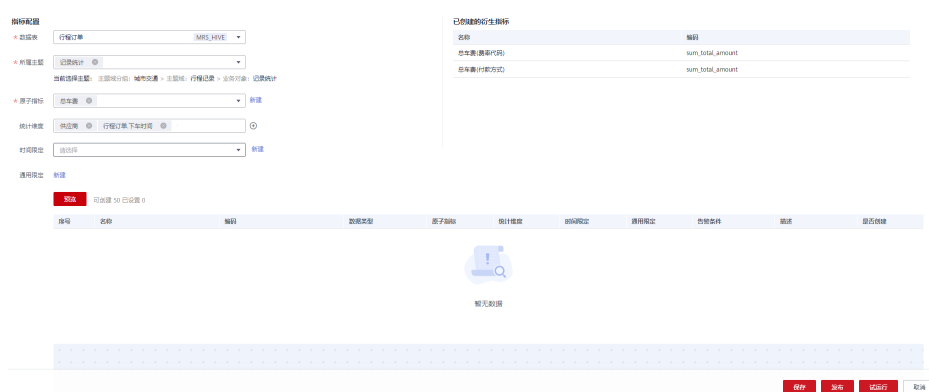 指标配置
已创建的衍生指标
* 数据表 行程订单 MRS_HIVE
名称 编码
总车费(费率代码) sum_total_amount
* 所属主题 记录统计
总车费(付款方式) sum_total_amount
当前选择主题： 主题域分组：城市交通 > 主题域：行程记录 > 业务对象：记录统计
* 原子指标 总车费 新建
统计维度 供应商 行程订单.下车时间
时间限定 请选择 新建
通用限定 新建
预览 可创建 50 已设置 0
序号 名称 编码 数据类型 原子指标 统计维度 时间限定 通用限定 告警条件 描述 是否创建
暂无数据
保存 发布 试运行 取消